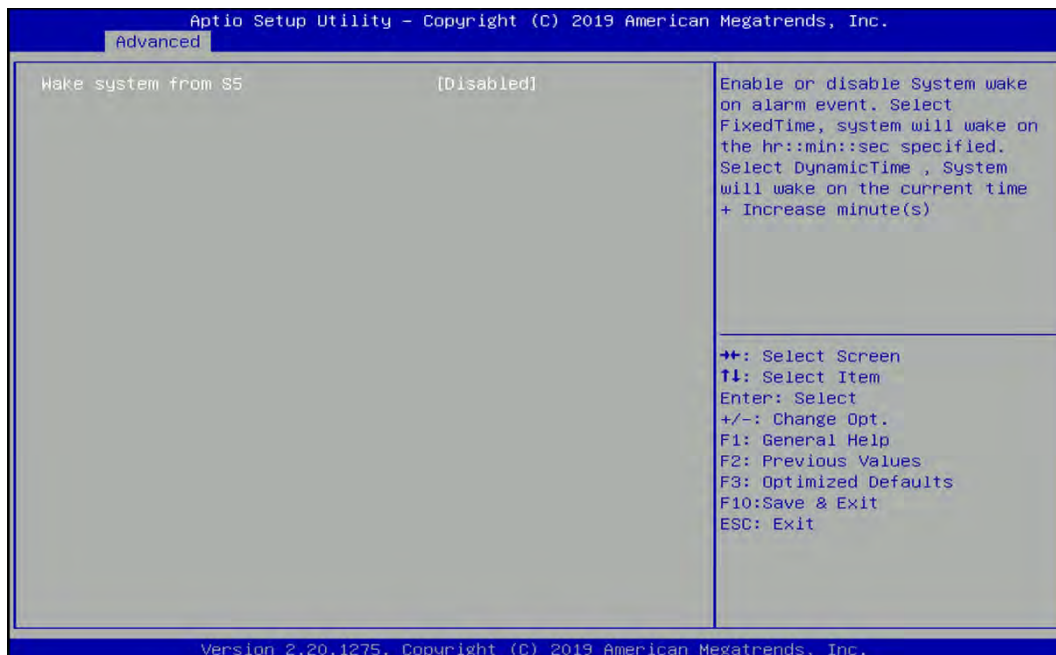 Aptio Setup Utility – Copyright (C) 2019 American Megatrends, Inc.
Advanced
Wake system from S5 [Disabled]
Enable or disable System wake
on alarm event. Select
FixedTime, system will wake on
the hr::min::sec specified.
Select DynamicTime , System
will wake on the current time
+ Increase minute(s)
→←: Select Screen
↑↓: Select Item
Enter: Select
+/-: Change Opt.
F1: General Help
F2: Previous Values
F3: Optimized Defaults
F10:Save & Exit
ESC: Exit
Version 2.20.1275. Copyright (C) 2019 American Megatrends, Inc.